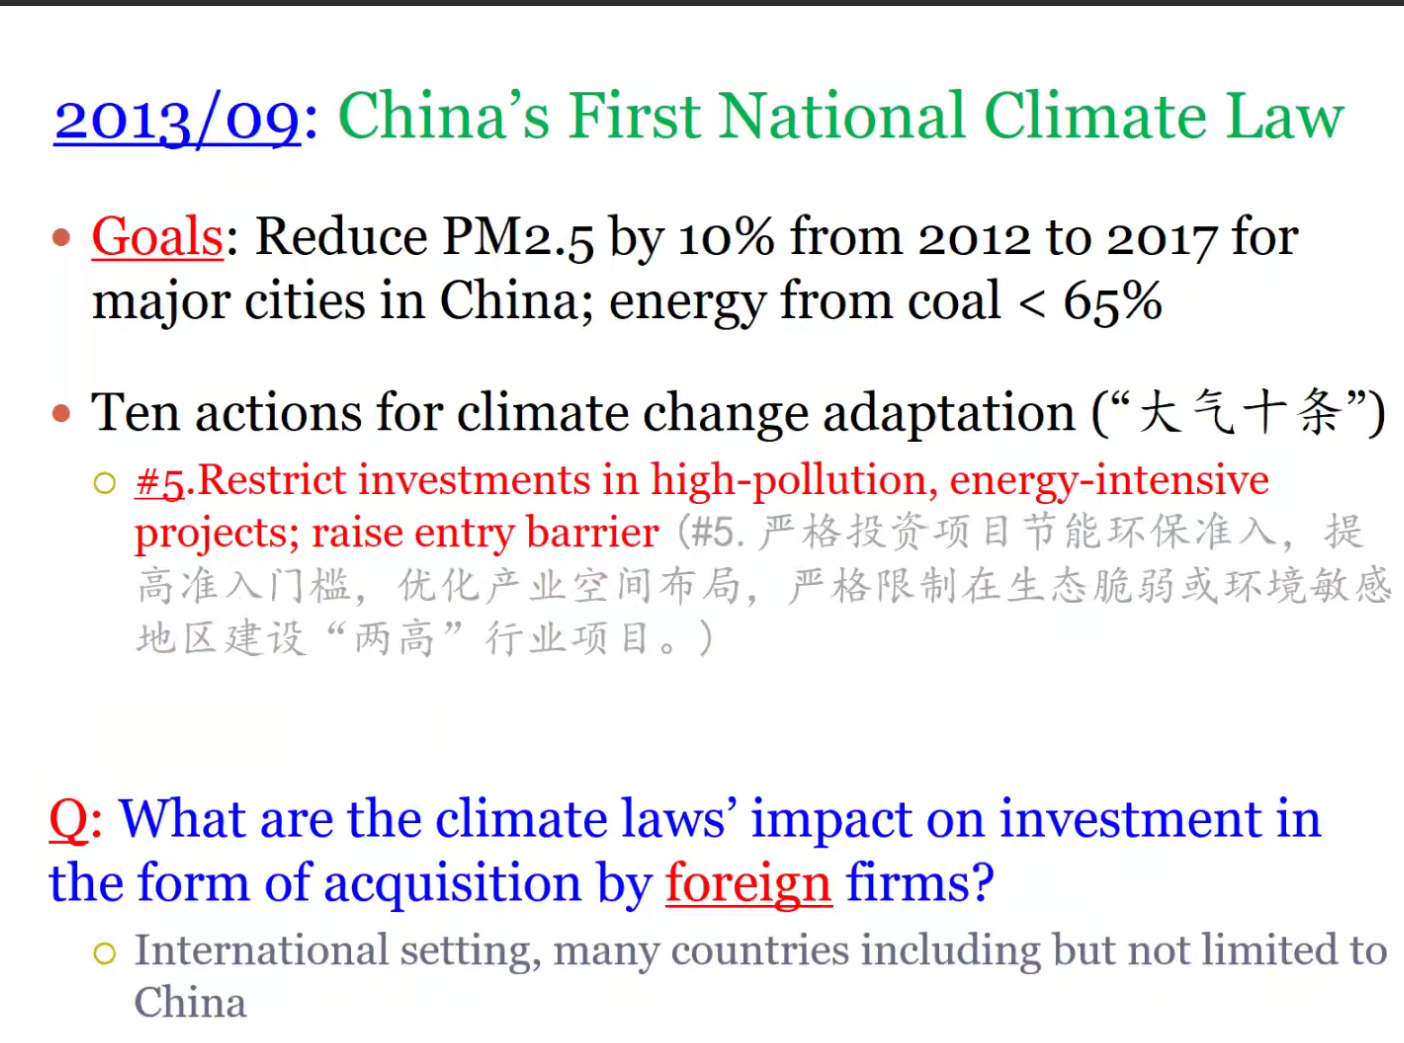 2013/09: China’s First National Climate Law
• Goals: Reduce PM2.5 by 10% from 2012 to 2017 for
major cities in China; energy from coal < 65%
• Ten actions for climate change adaptation (“大气十条”)
○ #5.Restrict investments in high-pollution, energy-intensive
projects; raise entry barrier (#5. 严格投资项目节能环保准入，提
高准入门槛，优化产业空间布局，严格限制在生态脆弱或环境敏感
地区建设“两高”行业项目。)
Q: What are the climate laws’ impact on investment in
the form of acquisition by foreign firms?
○ International setting, many countries including but not limited to
China